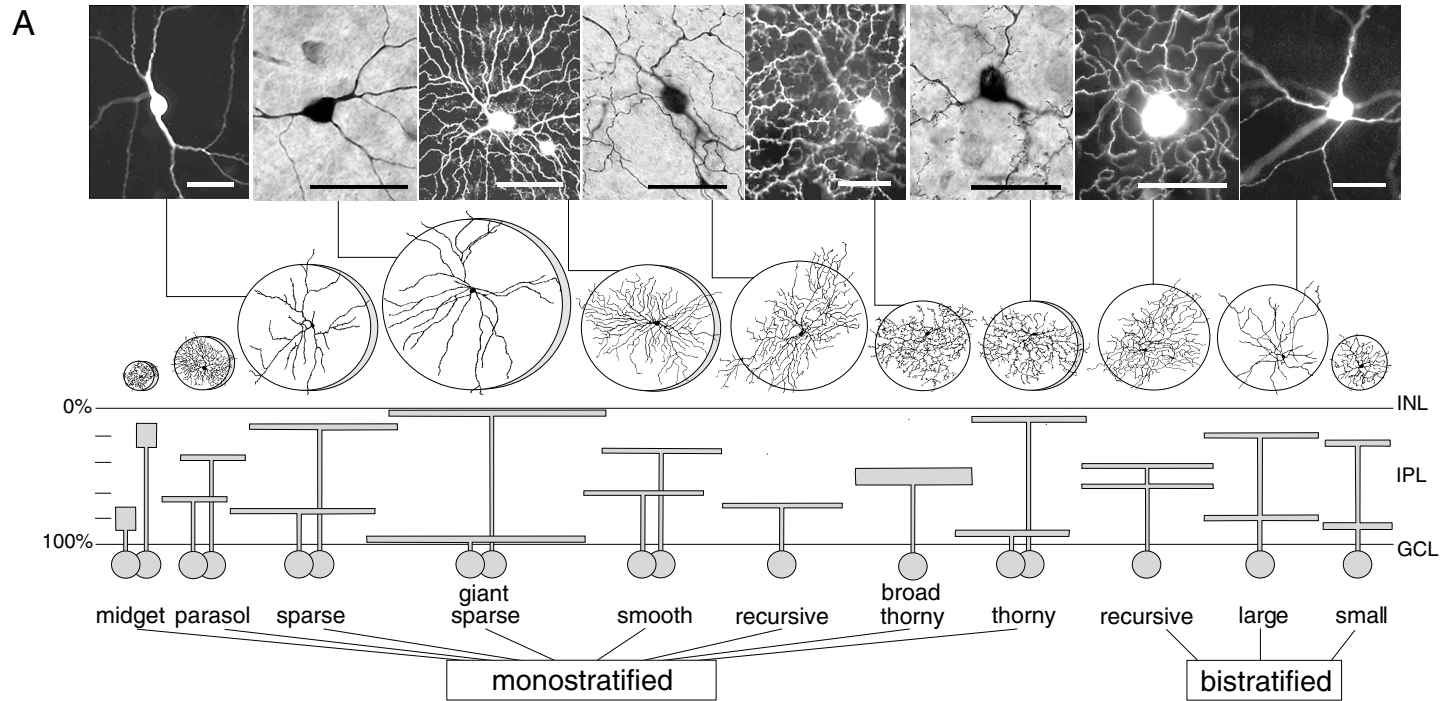 A
0%
INL
IPL
100%
GCL
midget
parasol
sparse
giant
sparse
smooth
recursive
broad
thorny
thorny
recursive
large
small
monostratified
bistratified